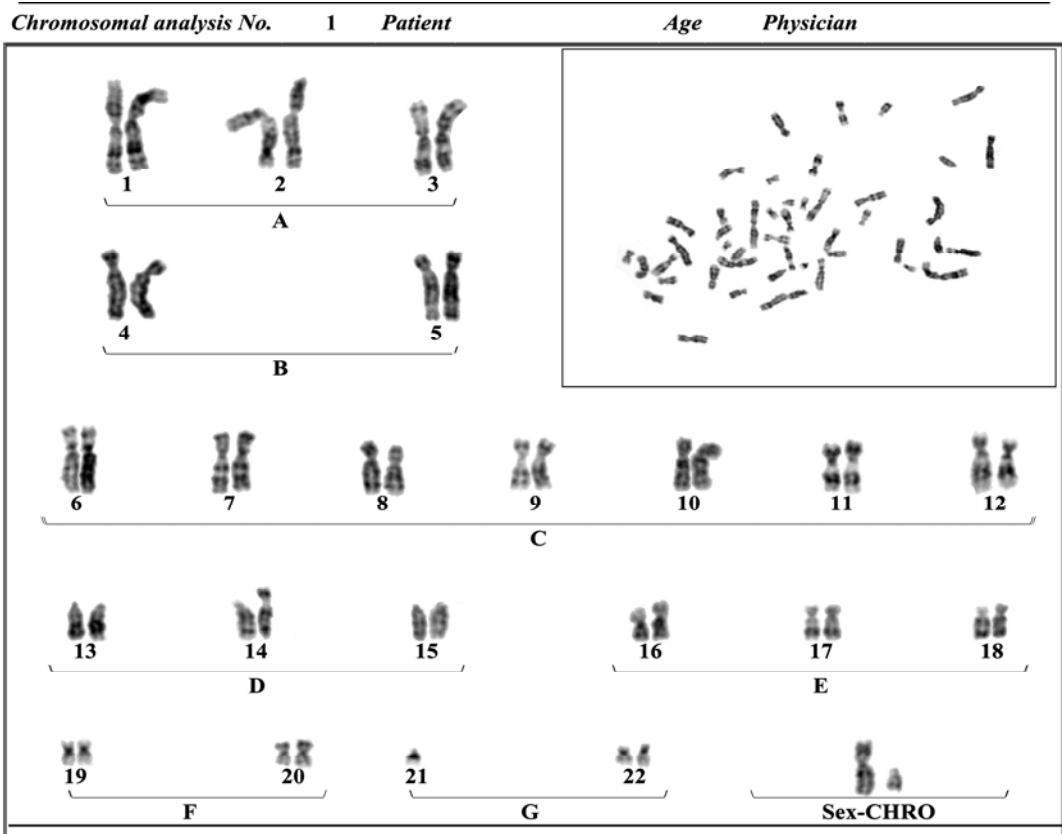 Chromosomal analysis No. 1 Patient Age Physician
1 2 3
A
4 5
B
6 7 8 9 10 11 12
C
13 14 15 16 17 18
D E
19 20 21 22
F G Sex-CHRO